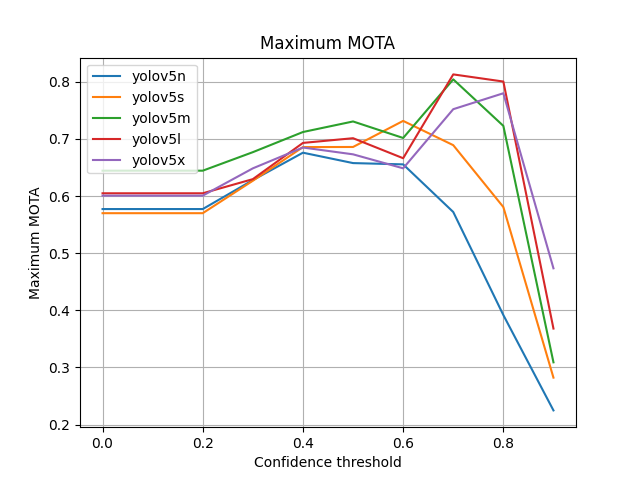 Maximum MOTA
yolov5n
yolov5s
yolov5m
yolov5l
yolov5x
Maximum MOTA
0.8
0.7
0.6
0.5
0.4
0.3
0.2
0.0 0.2 0.4 0.6 0.8
Confidence threshold